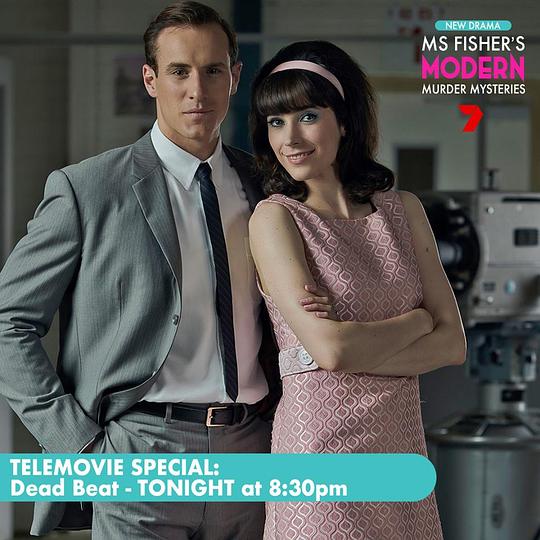 NEW DRAMA
MS FISHER'S
MODERN
MURDER MYSTERIES
7
TELEMOVIE SPECIAL:
Dead Beat - TONIGHT at 8:30pm